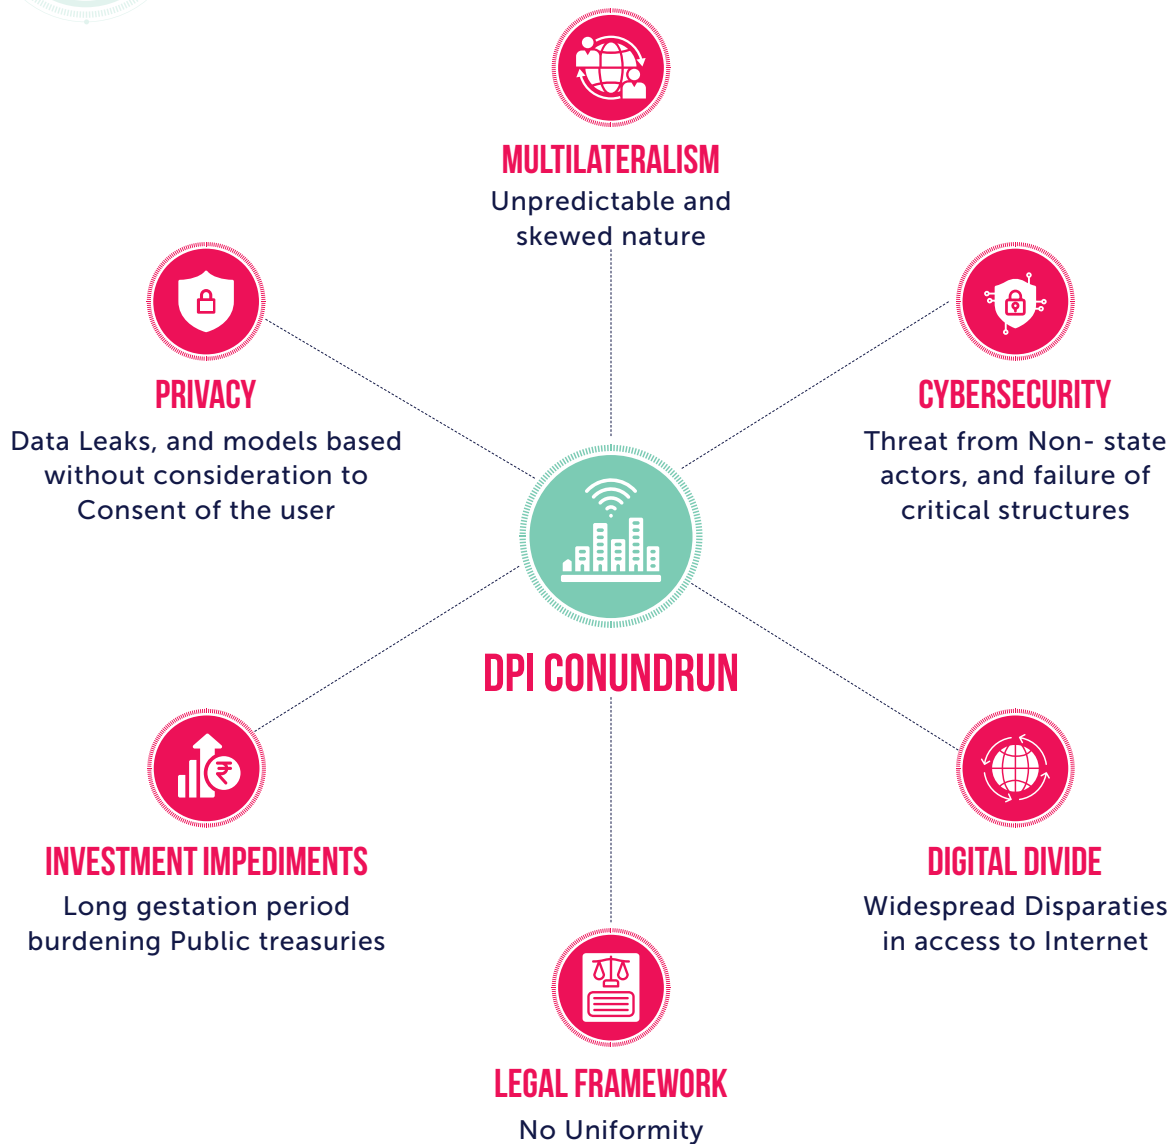 MULTILATERALISM
Unpredictable and
skewed nature
PRIVACY
Data Leaks, and models based
without consideration to
Consent of the user
CYBERSECURITY
Threat from Non- state
actors, and failure of
critical structures
DPI CONUNDRUN
INVESTMENT IMPEDIMENTS
Long gestation period
burdening Public treasuries
DIGITAL DIVIDE
Widespread Disparaties
in access to Internet
LEGAL FRAMEWORK
No Uniformity